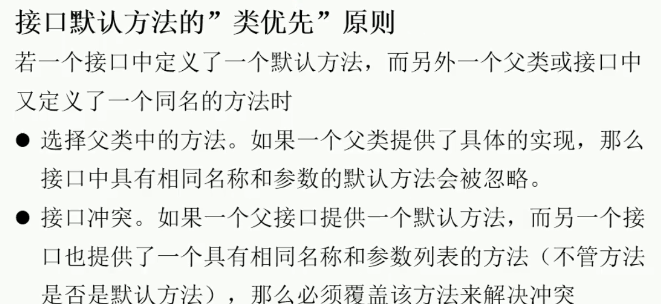 接口默认方法的”类优先”原则
若一个接口中定义了一个默认方法，而另外一个父类或接口中
又定义了一个同名的方法时
● 选择父类中的方法。如果一个父类提供了具体的实现，那么
接口中具有相同名称和参数的默认方法会被忽略。
● 接口冲突。如果一个父接口提供一个默认方法，而另一个接
口也提供了一个具有相同名称和参数列表的方法（不管方法
是否是默认方法），那么必须覆盖该方法来解决冲突